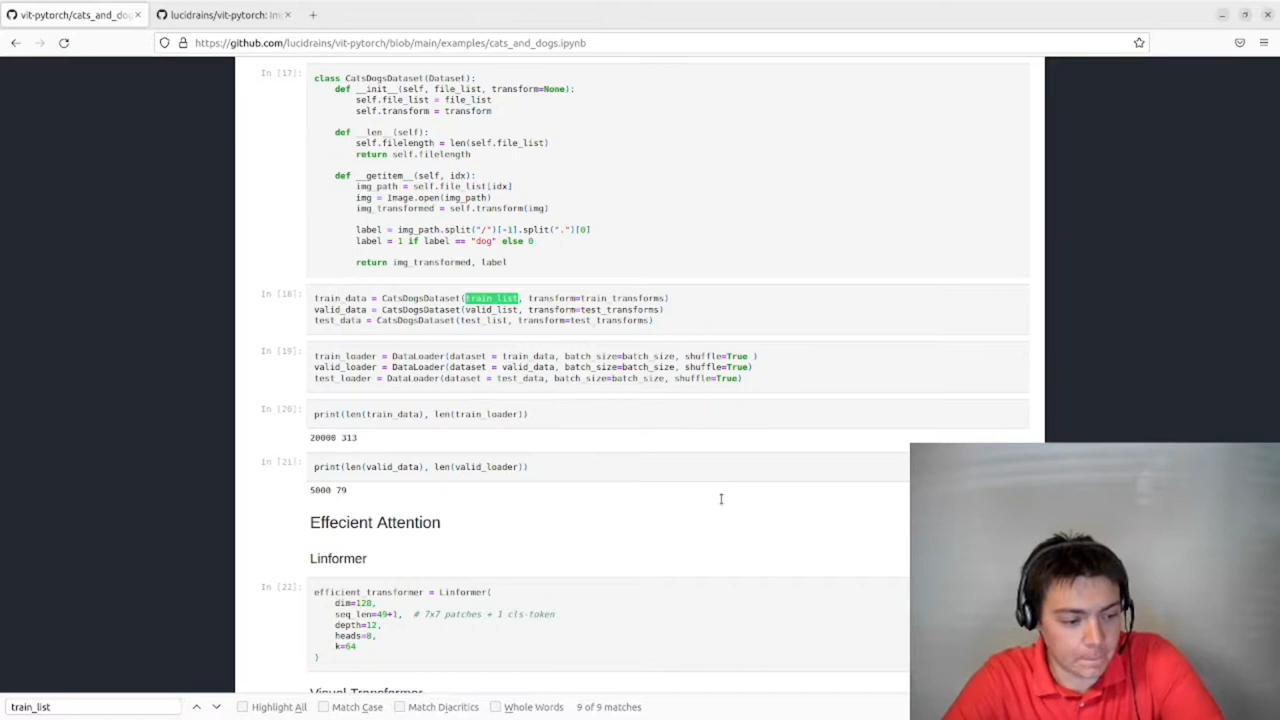 vit-pytorch/cats_and_dog
lucidrains/vit-pytorch: Im
https://github.com/lucidrains/vit-pytorch/blob/main/examples/cats_and_dogs.ipynb
In [17]:
class CatsDogsDataset(Dataset):
def __init__(self, file_list, transform=None):
self.file_list = file_list
self.transform = transform
def __len__(self):
self.filelength = len(self.file_list)
return self.filelength
def __getitem__(self, idx):
img_path = self.file_list[idx]
img = Image.open(img_path)
img_transformed = self.transform(img)
label = img_path.split("/")[-1].split(".")[0]
label = 1 if label == "dog" else 0
return img_transformed, label
In [18]:
train_data = CatsDogsDataset(train_list, transform=train_transforms)
valid_data = CatsDogsDataset(valid_list, transform=test_transforms)
test_data = CatsDogsDataset(test_list, transform=test_transforms)
In [19]:
train_loader = DataLoader(dataset = train_data, batch_size=batch_size, shuffle=True )
valid_loader = DataLoader(dataset = valid_data, batch_size=batch_size, shuffle=True)
test_loader = DataLoader(dataset = test_data, batch_size=batch_size, shuffle=True)
In [20]:
print(len(train_data), len(train_loader))
20000 313
In [21]:
print(len(valid_data), len(valid_loader))
5000 79
Effecient Attention
Linformer
In [22]:
efficient_transformer = Linformer(
dim=128,
seq_len=49+1, # 7x7 patches + 1 cls-token
depth=12,
heads=8,
k=64
)
Visual Transformer
train_list
Highlight All
Match Case
Match Diacritics
Whole Words
9 of 9 matches